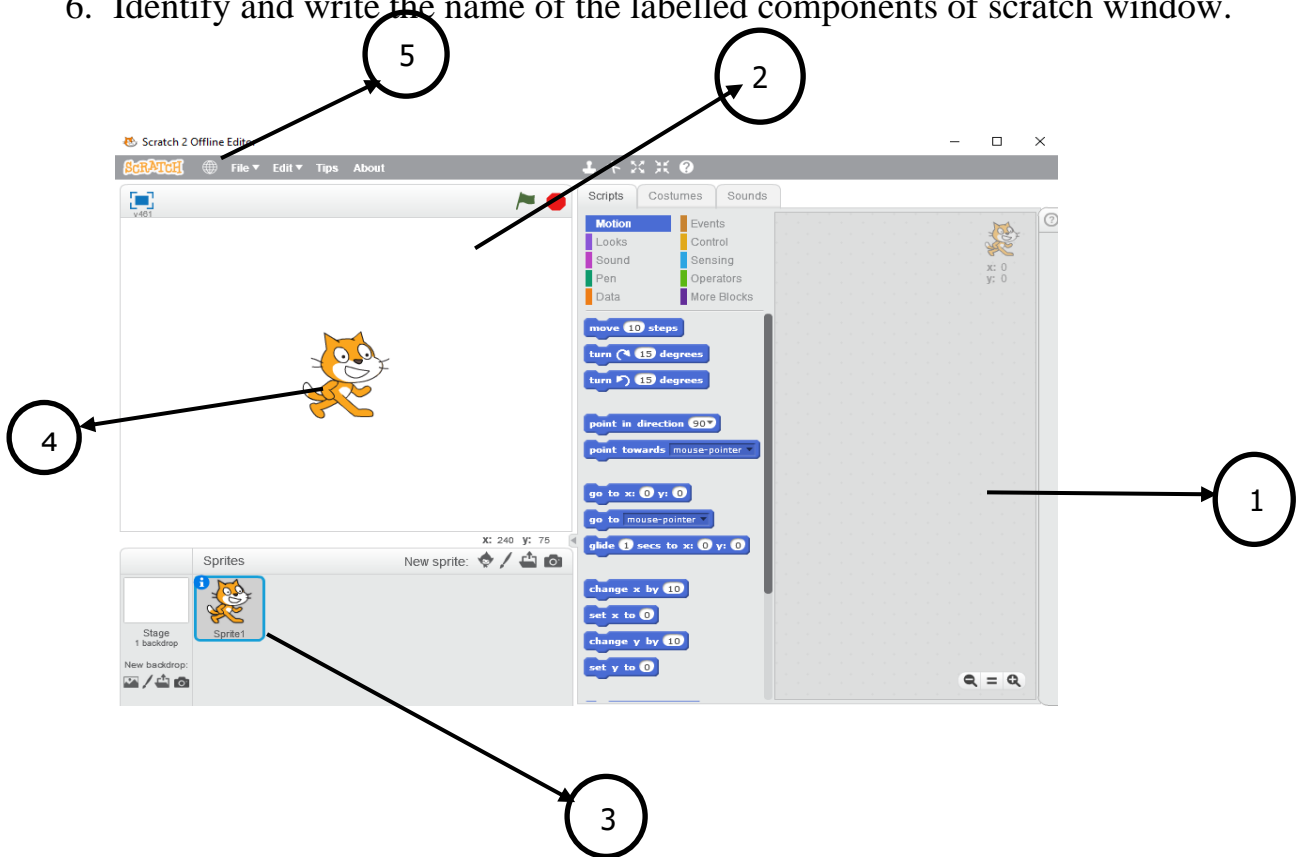 6. Identify and write the name of the labelled components of scratch window.
5
2
Scratch 2 Offline Editor
SCRATCH File Edit Tips About
v461
Scripts Costumes Sounds
Motion Events
Looks Control
Sound Sensing
Pen Operators
Data More Blocks
x: 0
y: 0
move 10 steps
turn 15 degrees
turn 15 degrees
point in direction 90
point towards mouse-pointer
go to x: 0 y: 0
go to mouse-pointer
glide 1 secs to x: 0 y: 0
change x by 10
set x to 0
change y by 10
set y to 0
4
1
X: 240 y: 75
Sprites New sprite:
Stage
1 backdrop
Sprite1
New backdrop:
3